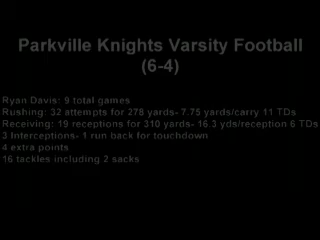 Parkville Knights Varsity Football
(6-4)
Ryan Davis: 9 total games
Rushing: 32 attempts for 278 yards- 7.75 yards/carry 11 TDs
Receiving: 19 receptions for 310 yards- 16.3 yds/reception 6 TDs
3 Interceptions- 1 run back for touchdown
4 extra points
16 tackles including 2 sacks